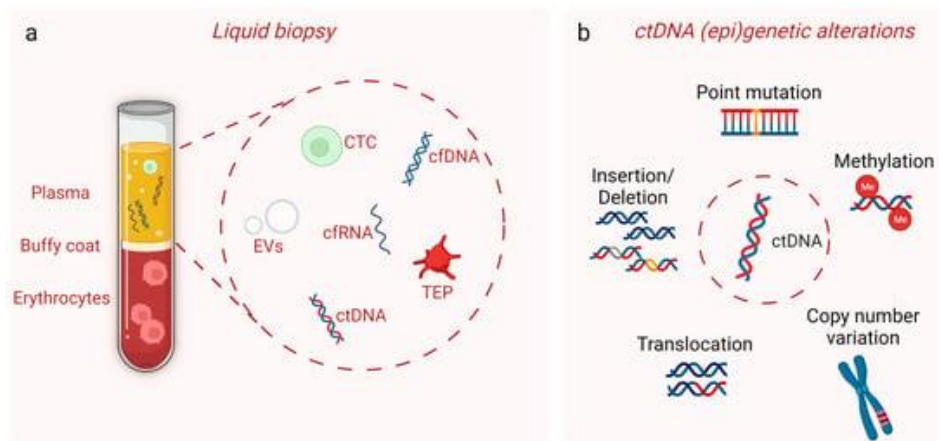 a
Liquid biopsy
Plasma
Buffy coat
Erythrocytes
CTC
cfDNA
EVs
cfRNA
TEP
ctDNA
b
ctDNA (epi)genetic alterations
Point mutation
Methylation
Me
Me
Insertion/
Deletion
ctDNA
Translocation
Copy number
variation